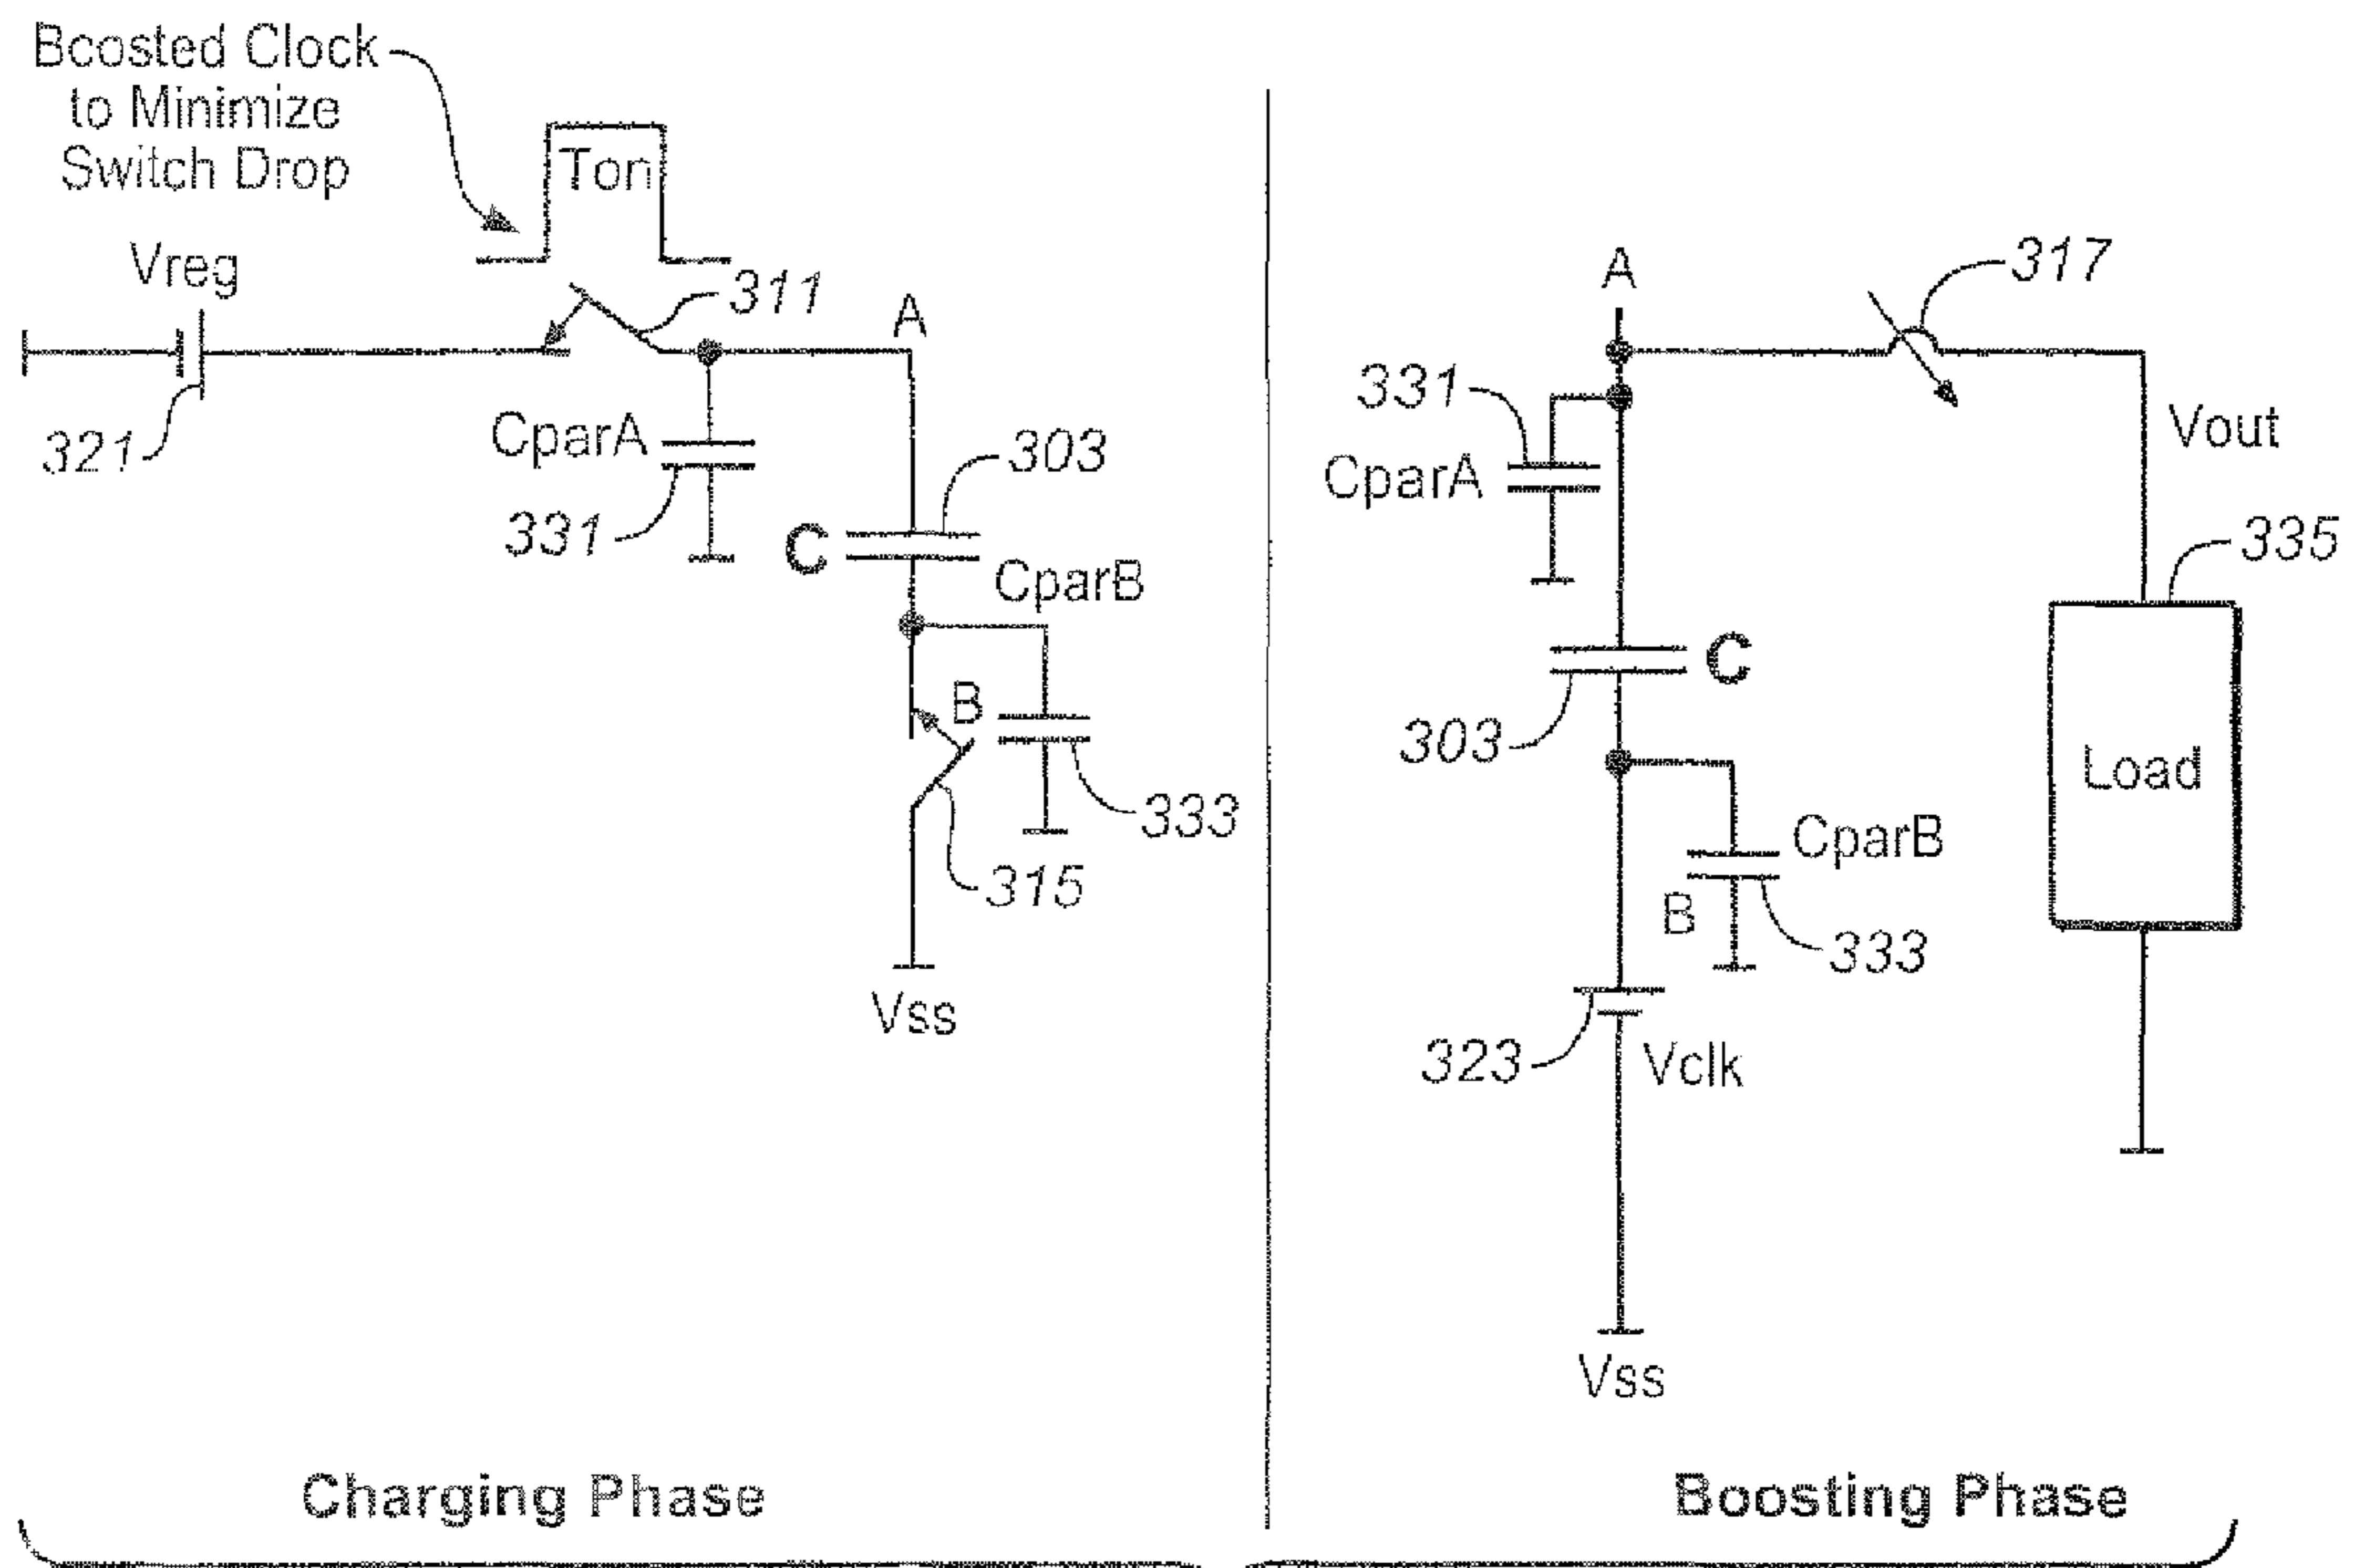 Bcosted Clock
to Minimize
Switch Drop
Ton
Vreg
311
A
321
CparA
331
303
C
CparB
B
333
315
Vss
A
317
331
CparA
Vout
335
C
303
Load
CparB
B
333
323
Vclk
Vss
Charging Phase
Boosting Phase